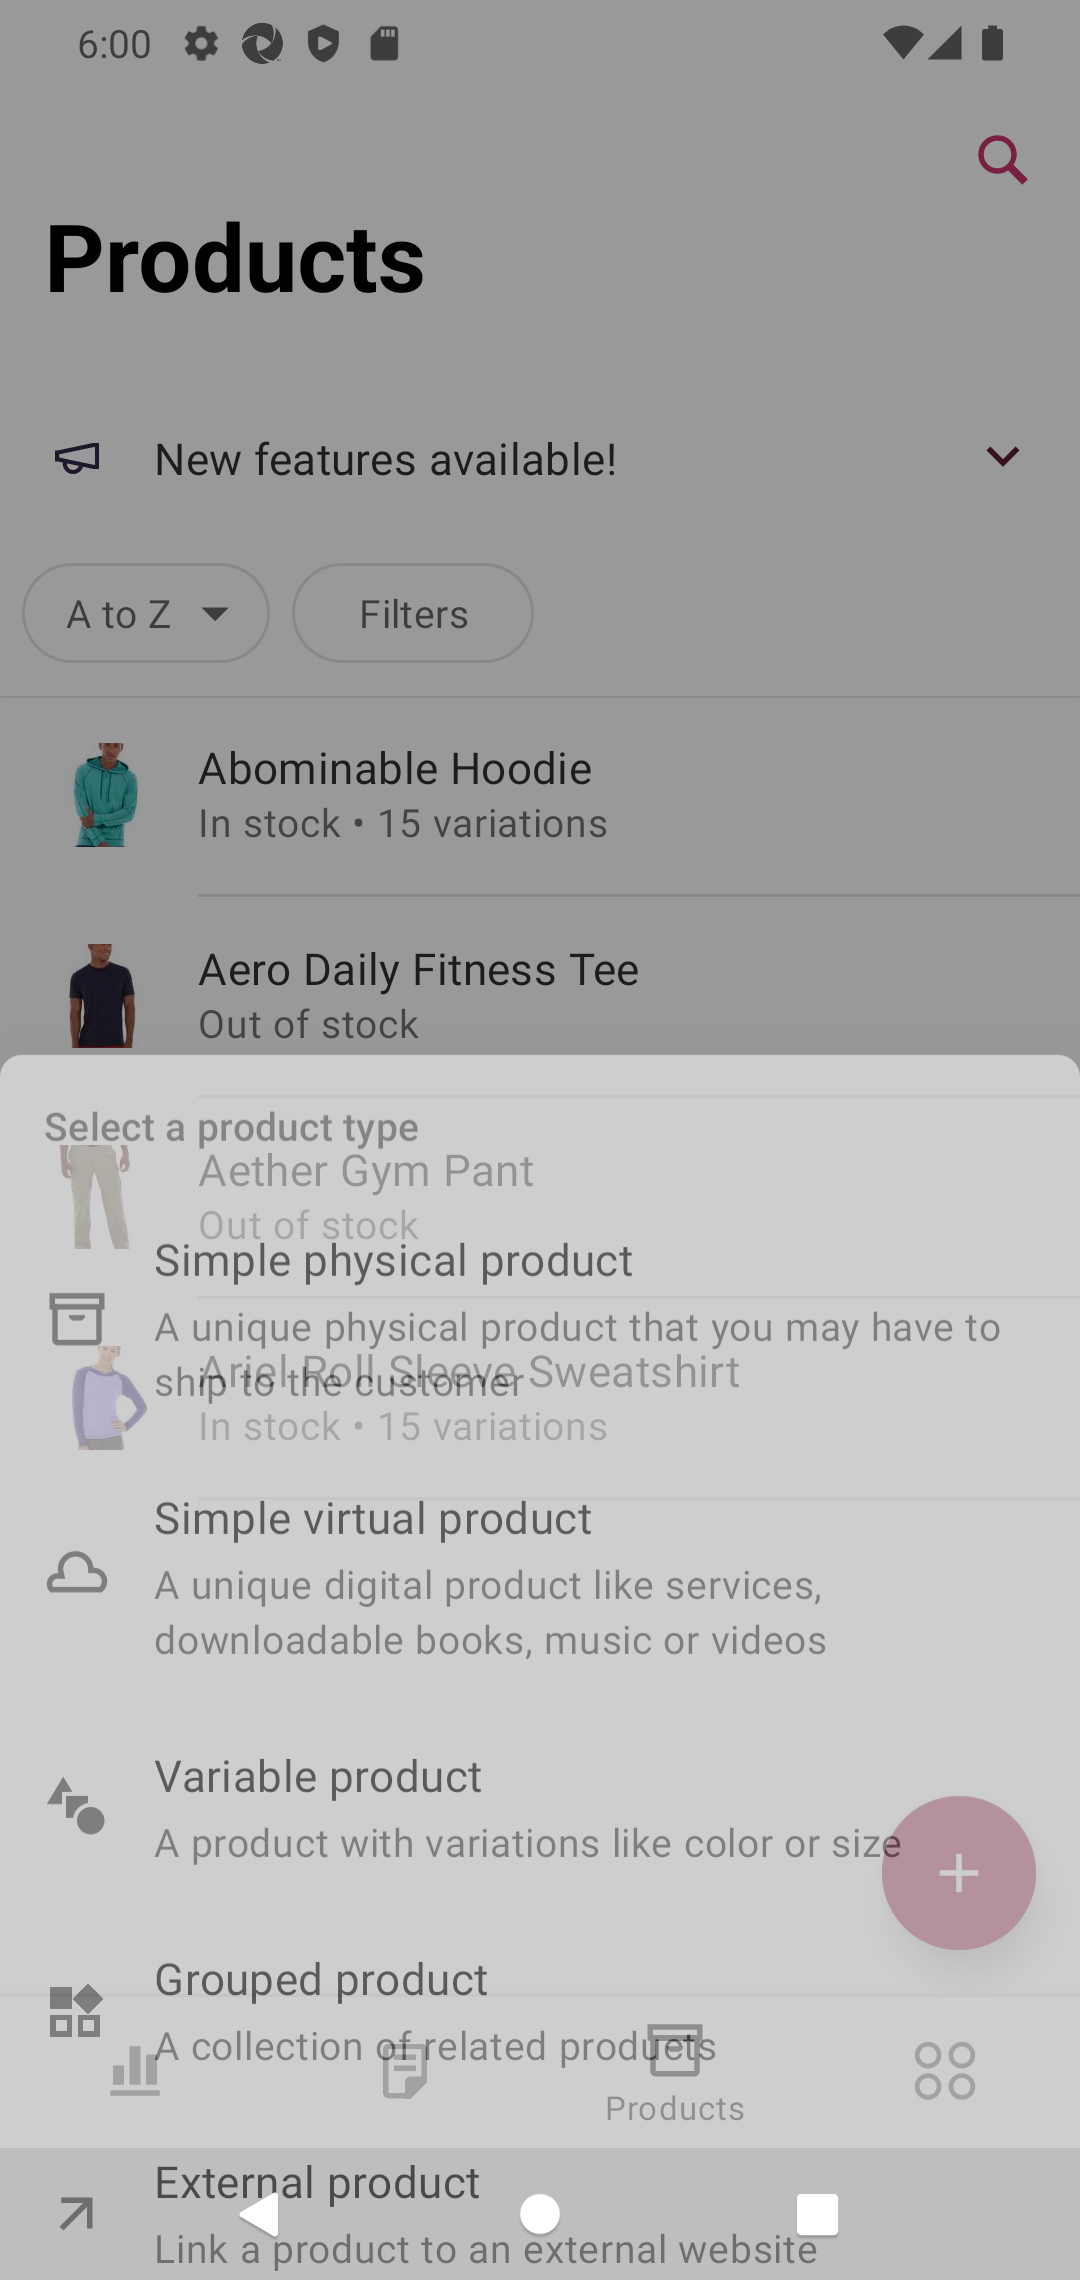 6:00
Products
New features available!
A to Z
Filters
Abominable Hoodie
In stock • 15 variations
Aero Daily Fitness Tee
Out of stock
Select a product type
Aether Gym Pant
Out of stock
Simple physical product
A unique physical product that you may have to
ship to the customer
Ariel Roll Sleeve Sweatshirt
In stock • 15 variations
Simple virtual product
A unique digital product like services,
downloadable books, music or videos
Variable product
A product with variations like color or size
Grouped product
A collection of related products
Products
External product
Link a product to an external website